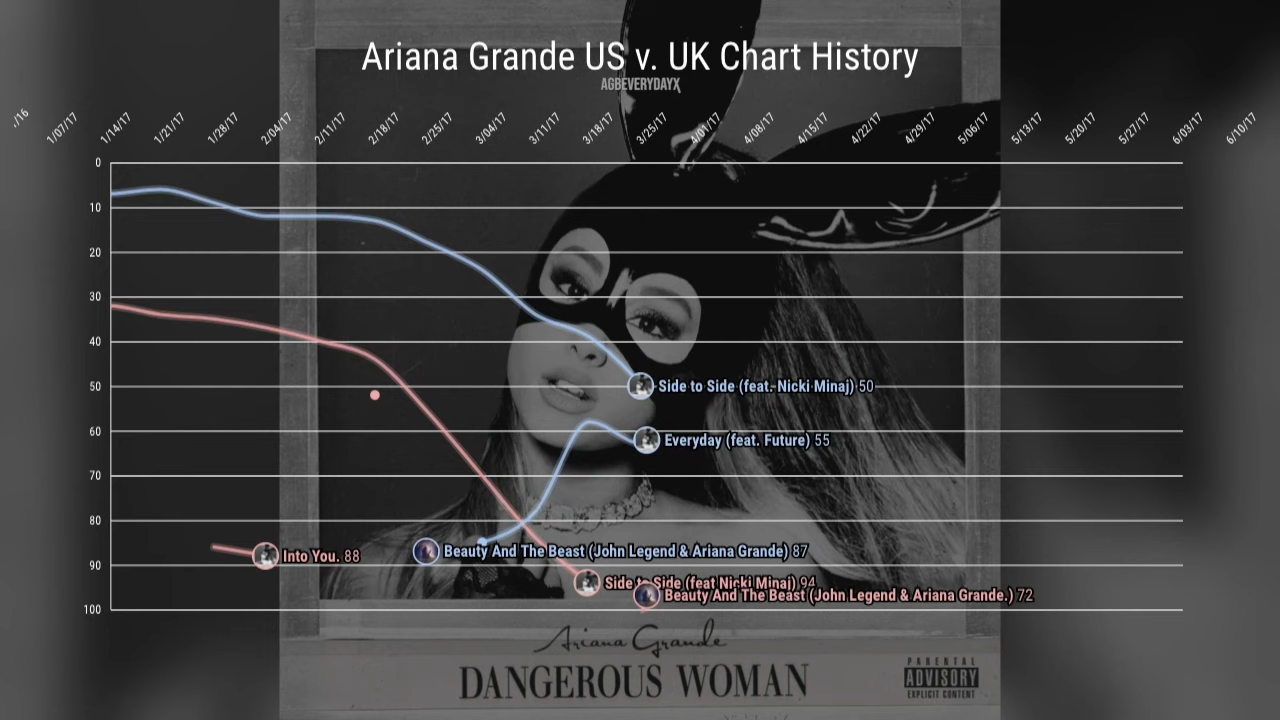 Ariana Grande US v. UK Chart History
AGBEVERYDAYX
1/07/17
1/14/17
1/21/17
1/28/17
2/04/17
2/11/17
2/18/17
2/25/17
3/04/17
3/11/17
3/18/17
3/25/17
4/01/17
4/08/17
4/15/17
4/22/17
4/29/17
5/06/17
5/13/17
5/20/17
5/27/17
6/03/17
6/10/17
0
10
20
30
40
50
60
70
80
90
100
Side to Side (feat. Nicki Minaj) 50
Everyday (feat. Future) 55
Beauty And The Beast (John Legend & Ariana Grande) 87
Into You. 88
Side to Side (feat Nicki Minaj) 94
Beauty And The Beast (John Legend & Ariana Grande.) 72
Ariana Grande
DANGEROUS WOMAN
PARENTAL
ADVISORY
EXPLICIT CONTENT